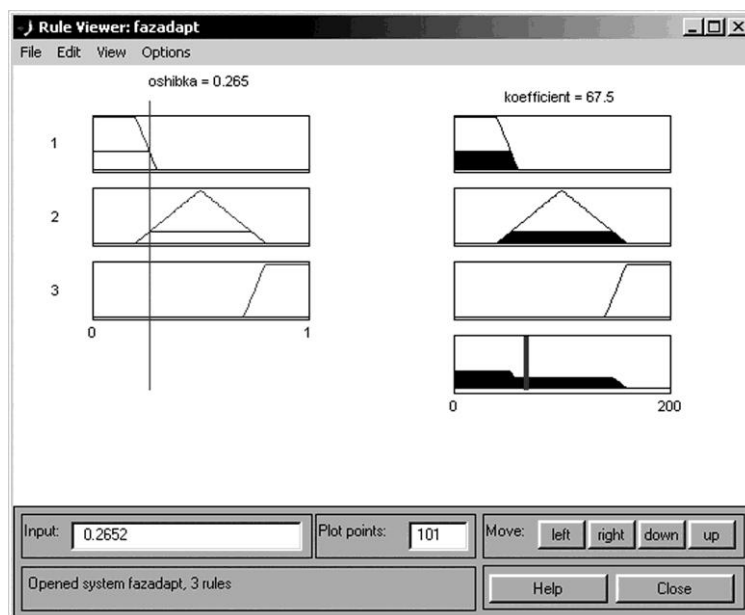 Rule Viewer: fazadapt
File Edit View Options
oshibka = 0.265
koefficient = 67.5
1
2
3
0 1
0 200
Input: 0.2652 Plot points: 101 Move: left right down up
Opened system fazadapt, 3 rules Help Close